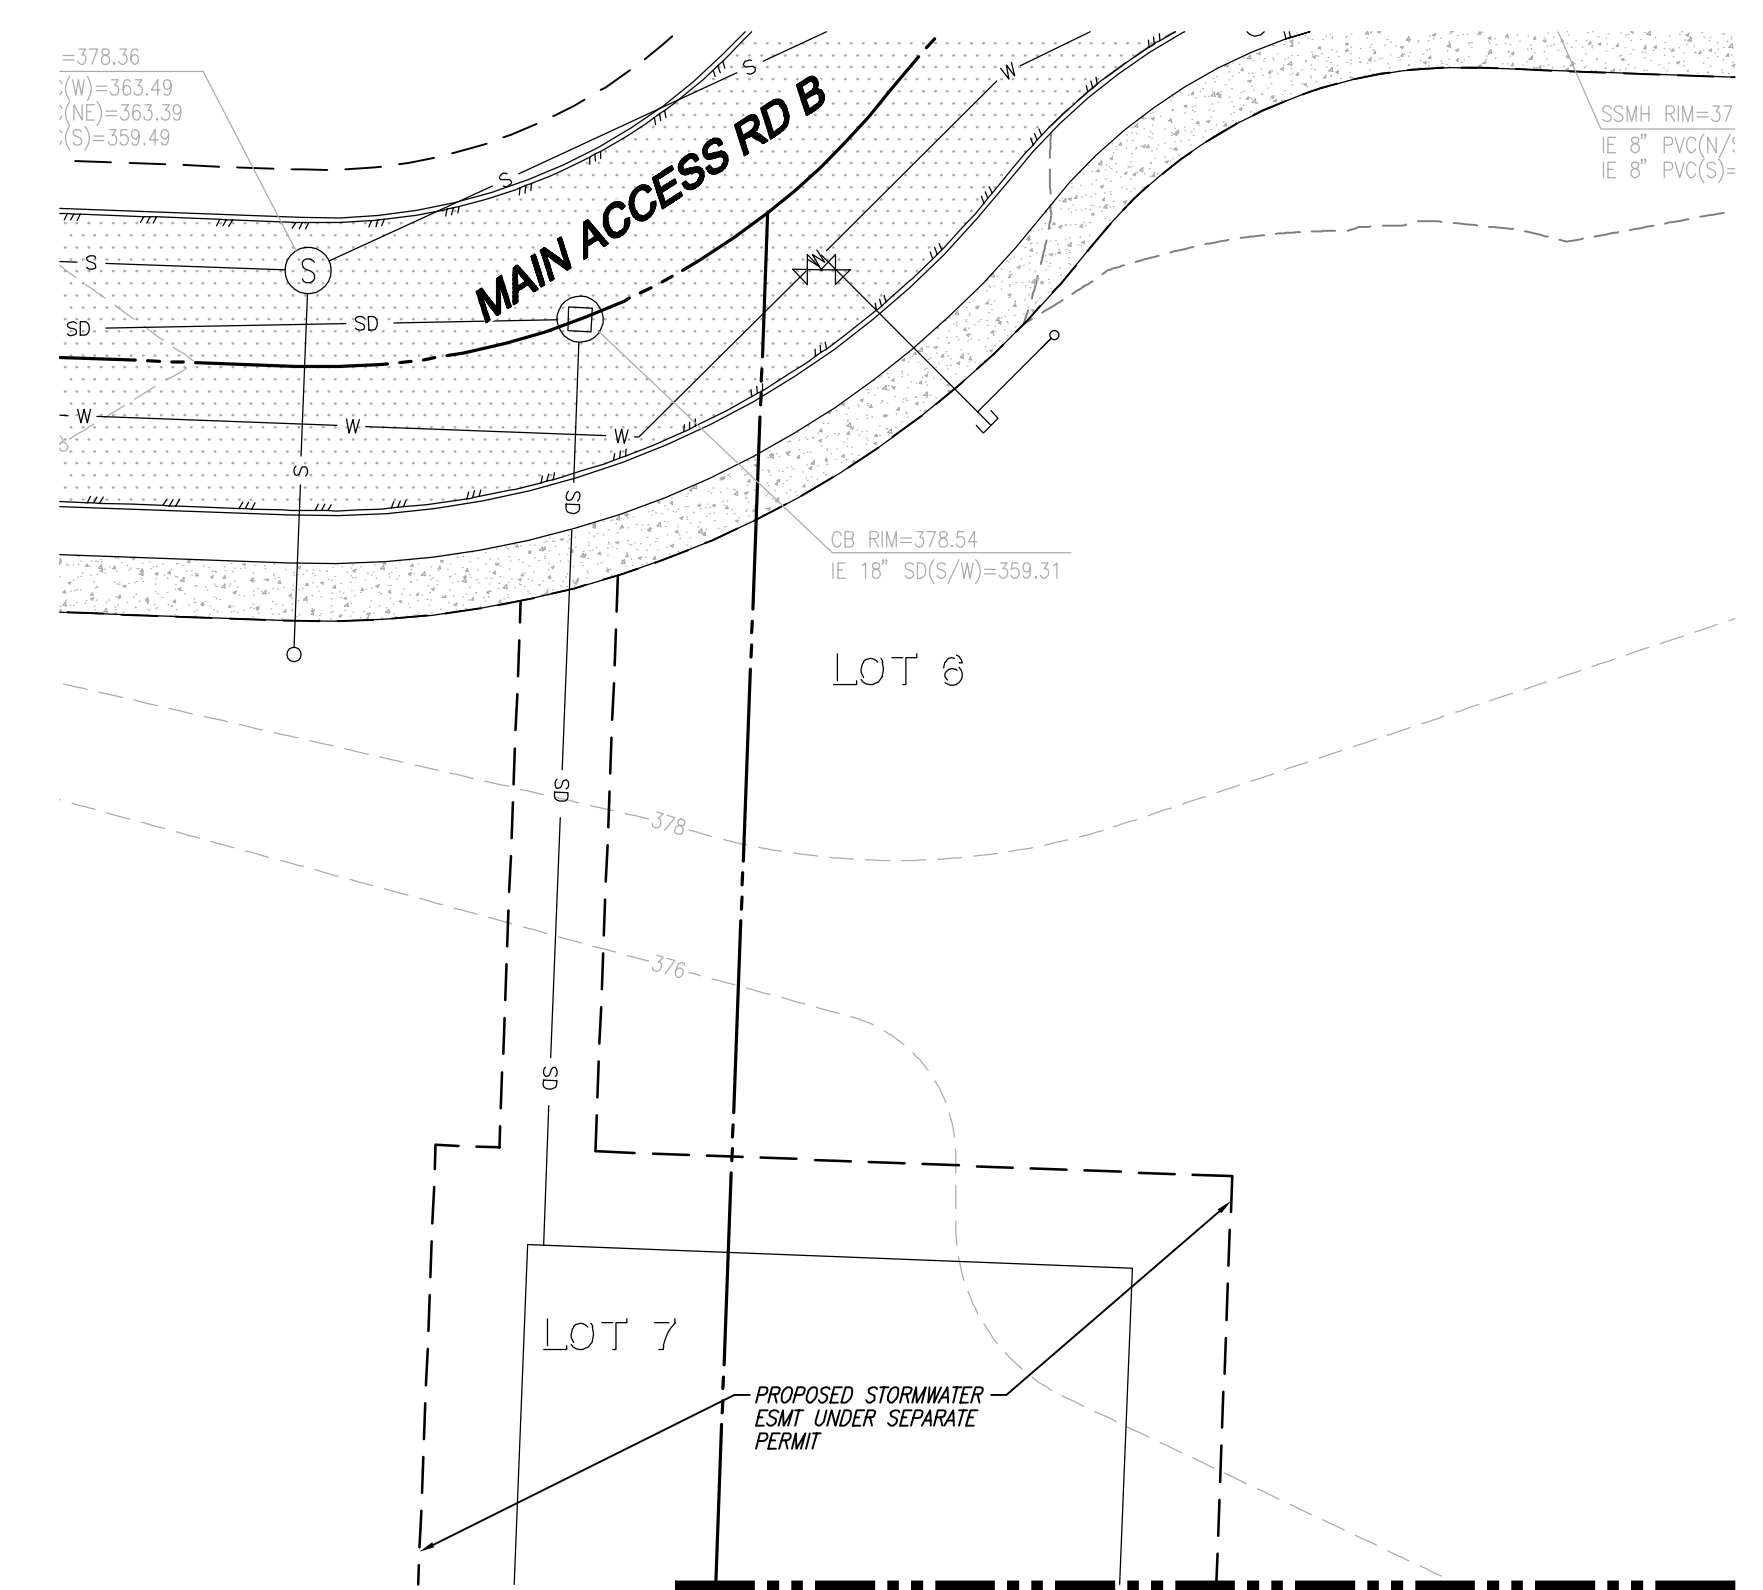 =378.36
(W)=363.49
(NE)=363.39
(S)=359.49
S
W
MAIN ACCESS RD B
SSMH RIM=37
IE 8" PVC(N/S
IE 8" PVC(S)=
S
S
S
W
SD
SD
W
W
W
S
SD
CB RIM=378.54
IE 18" SD(S/W)=359.31
LOT 6
SD
378
376
SD
LOT 7
PROPOSED STORMWATER
ESMT UNDER SEPARATE
PERMIT